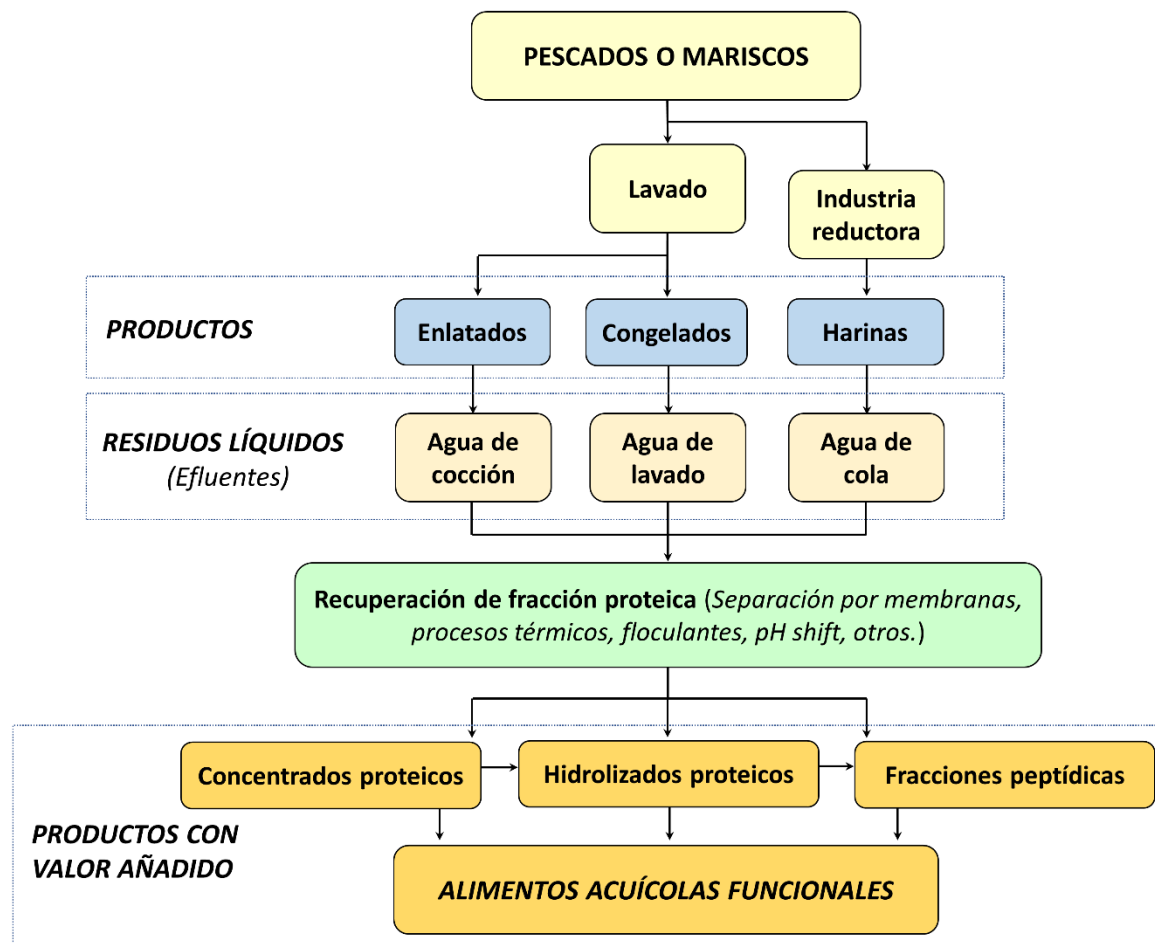 PESCADOS O MARISCOS
Lavado
Industria
reductora
PRODUCTOS
Enlatados
Congelados
Harinas
RESIDUOS LÍQUIDOS
(Efluentes)
Agua de
cocción
Agua de
lavado
Agua de
cola
Recuperación de fracción proteica (Separación por membranas,
procesos térmicos, floculantes, pH shift, otros.)
Concentrados proteicos
Hidrolizados proteicos
Fracciones peptídicas
PRODUCTOS CON
VALOR AÑADIDO
ALIMENTOS ACUÍCOLAS FUNCIONALES